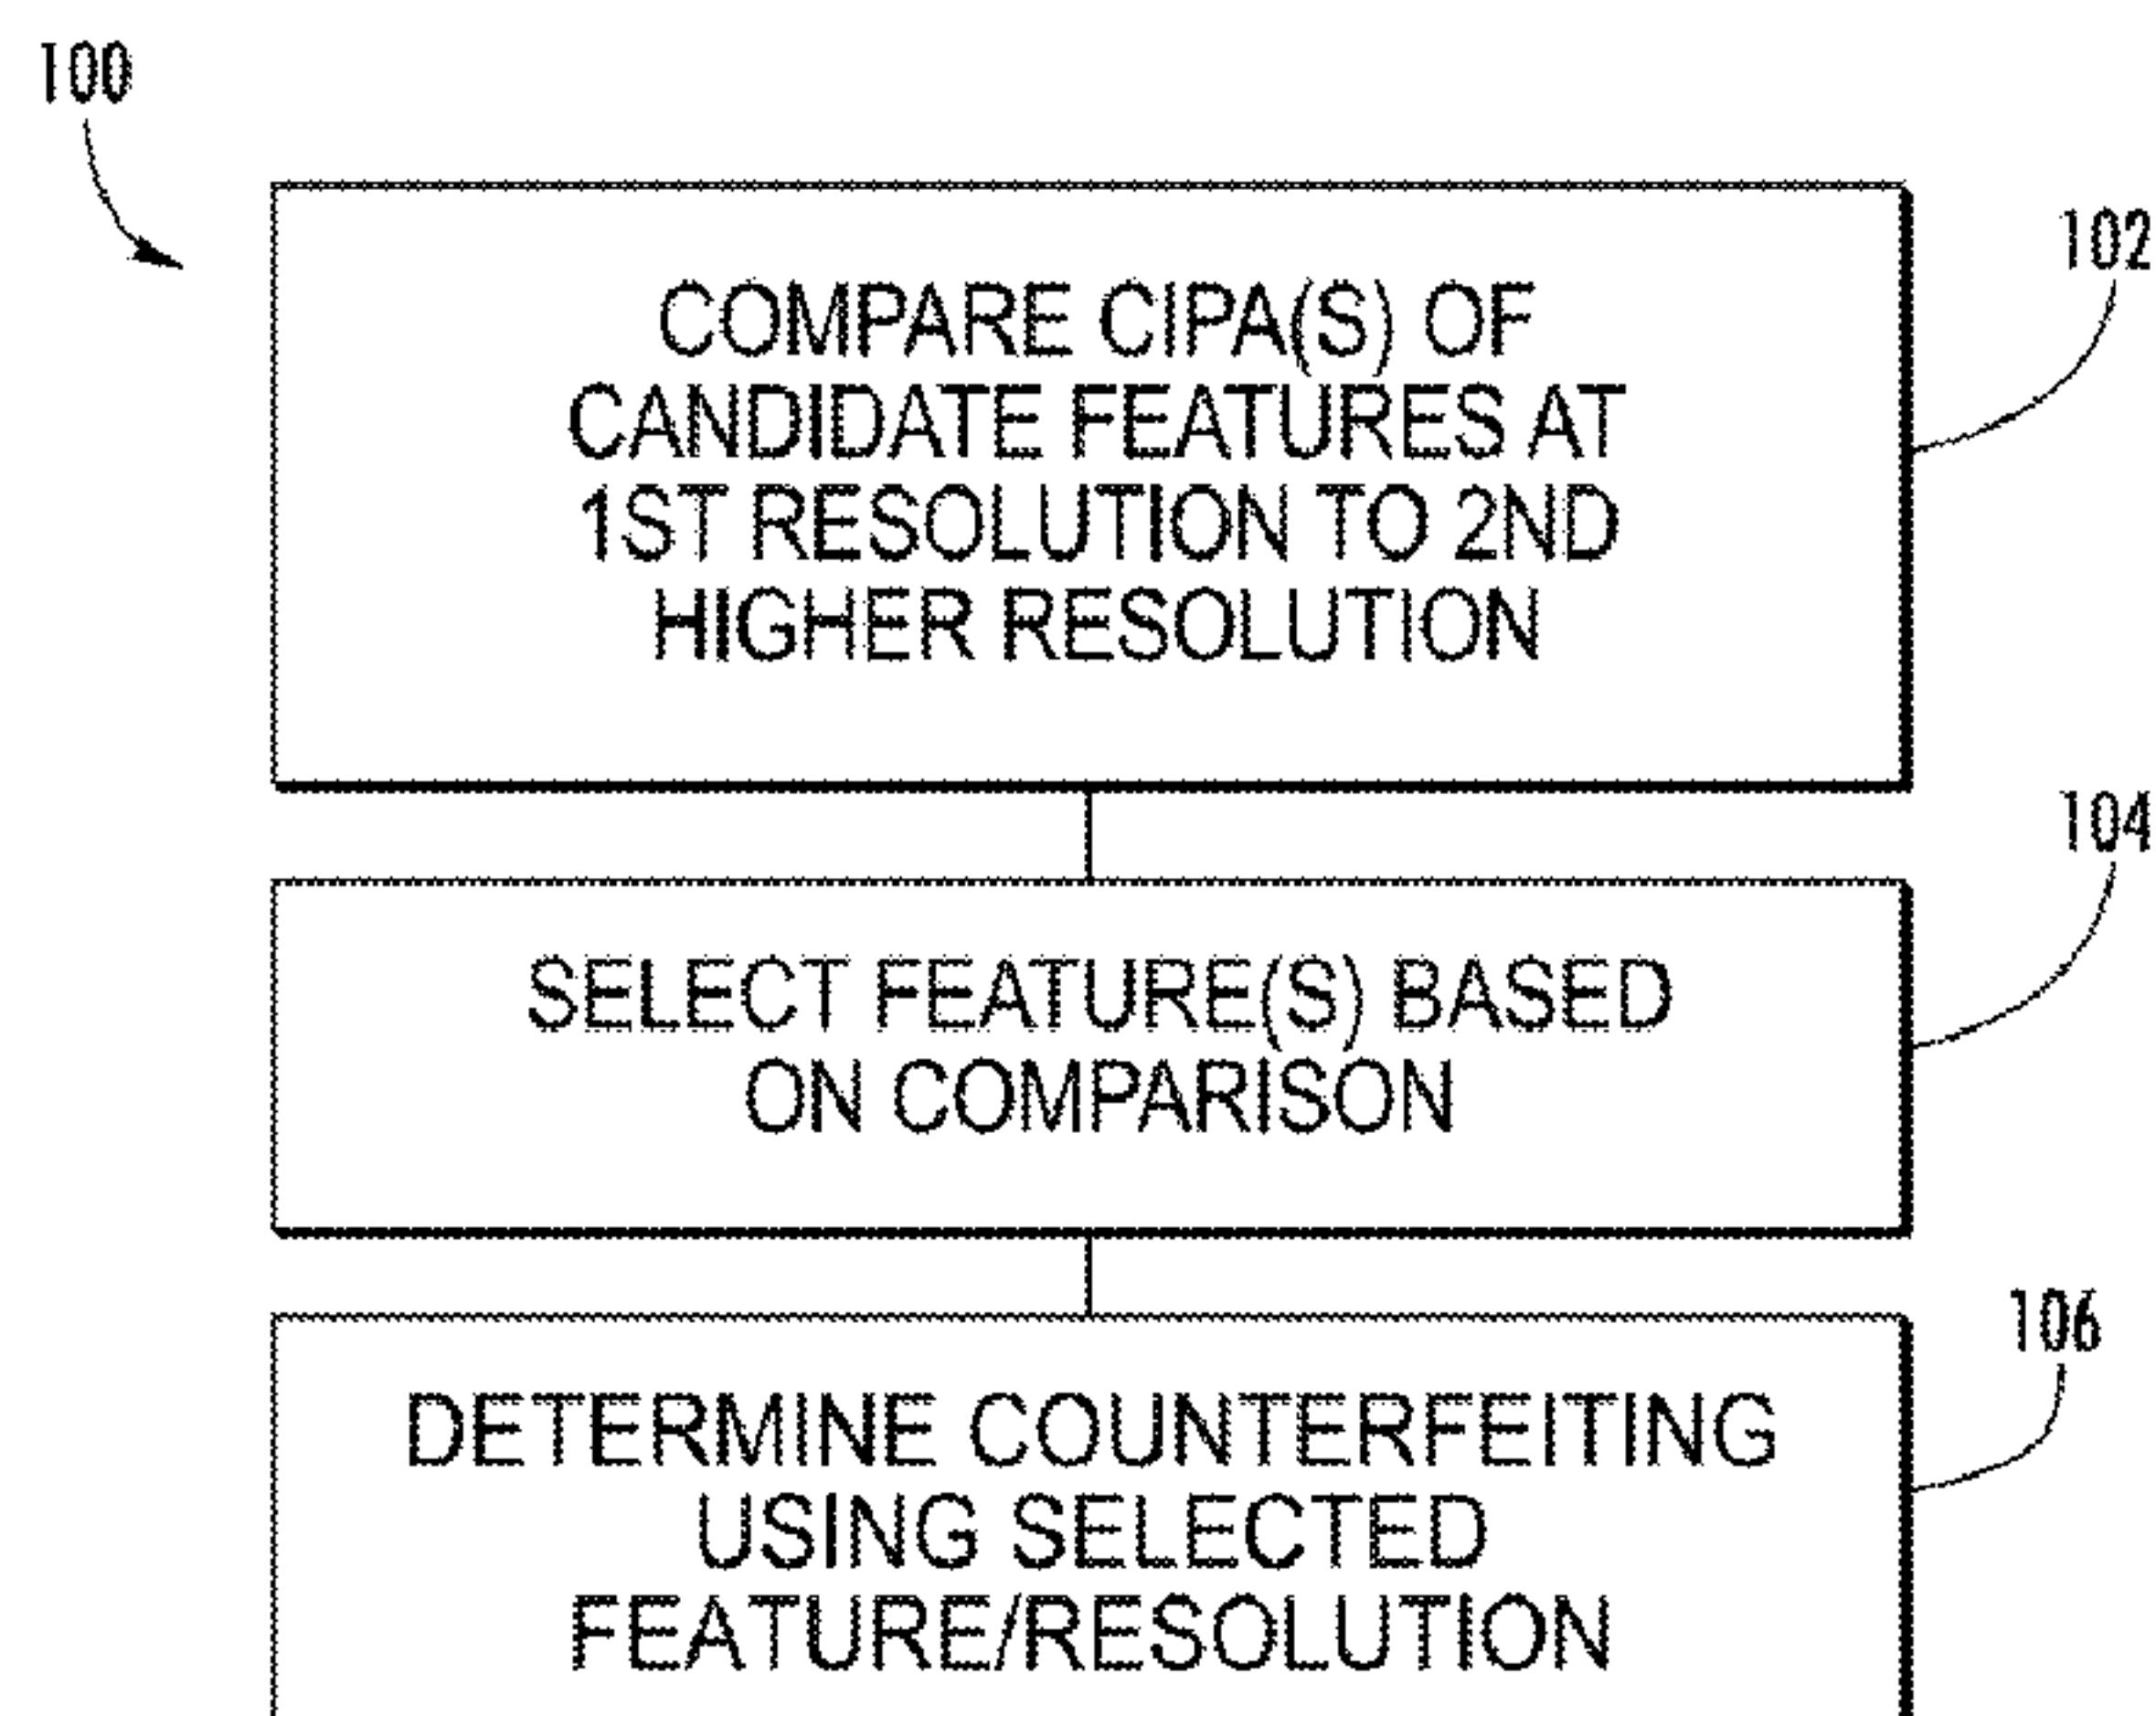 100
102
COMPARE CIPA(S) OF
CANDIDATE FEATURES AT
1ST RESOLUTION TO 2ND
HIGHER RESOLUTION
104
SELECT FEATURE(S) BASED
ON COMPARISON
106
DETERMINE COUNTERFEITING
USING SELECTED
FEATURE/RESOLUTION